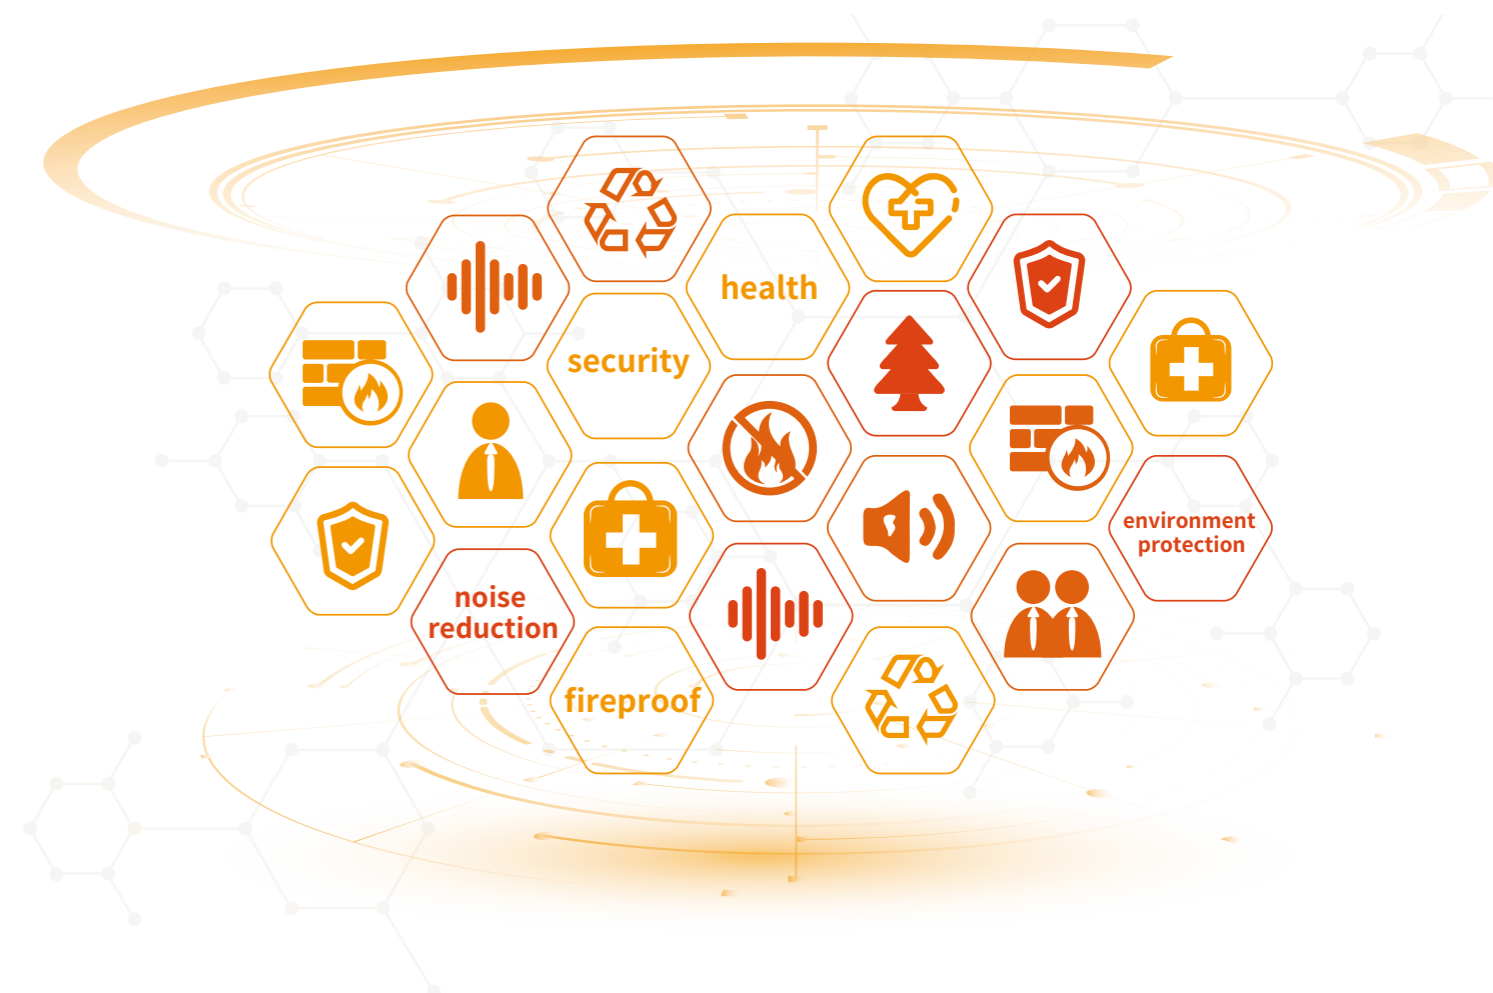 health
security
environment
protection
noise
reduction
fireproof